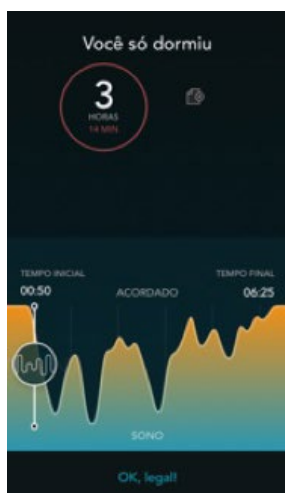 Você só dormiu
3
HORAS
14 MIN
TEMPO INICIAL
TEMPO FINAL
00:50
ACORDADO
06:25
SONO
OK, legal!